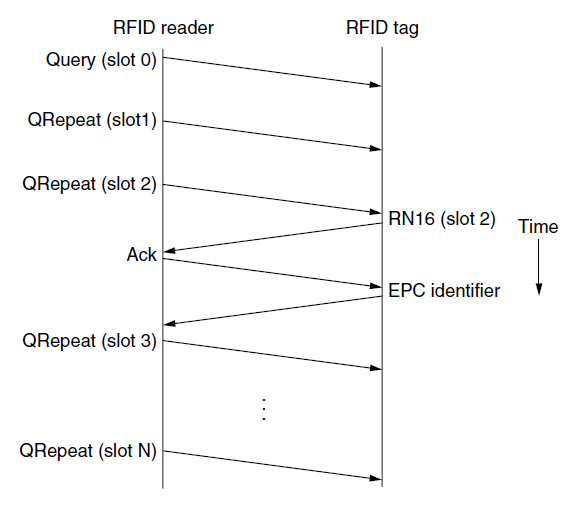 RFID reader
RFID tag
Query (slot 0)
QRepeat (slot1)
QRepeat (slot 2)
RN16 (slot 2)
Time
Ack
EPC identifier
QRepeat (slot 3)
QRepeat (slot N)